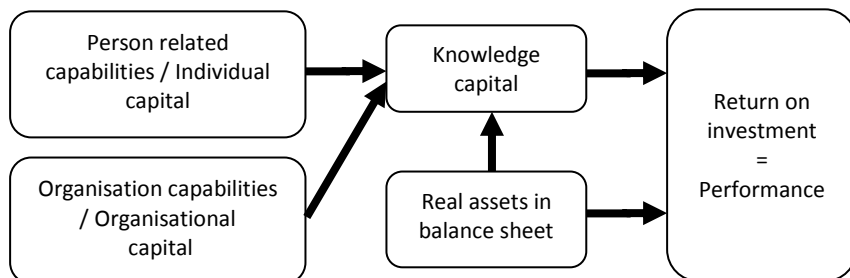 Person related
capabilities / Individual
capital
Organisation capabilities
/ Organisational
capital
Knowledge
capital
Real assets in
balance sheet
Return on
investment
=
Performance